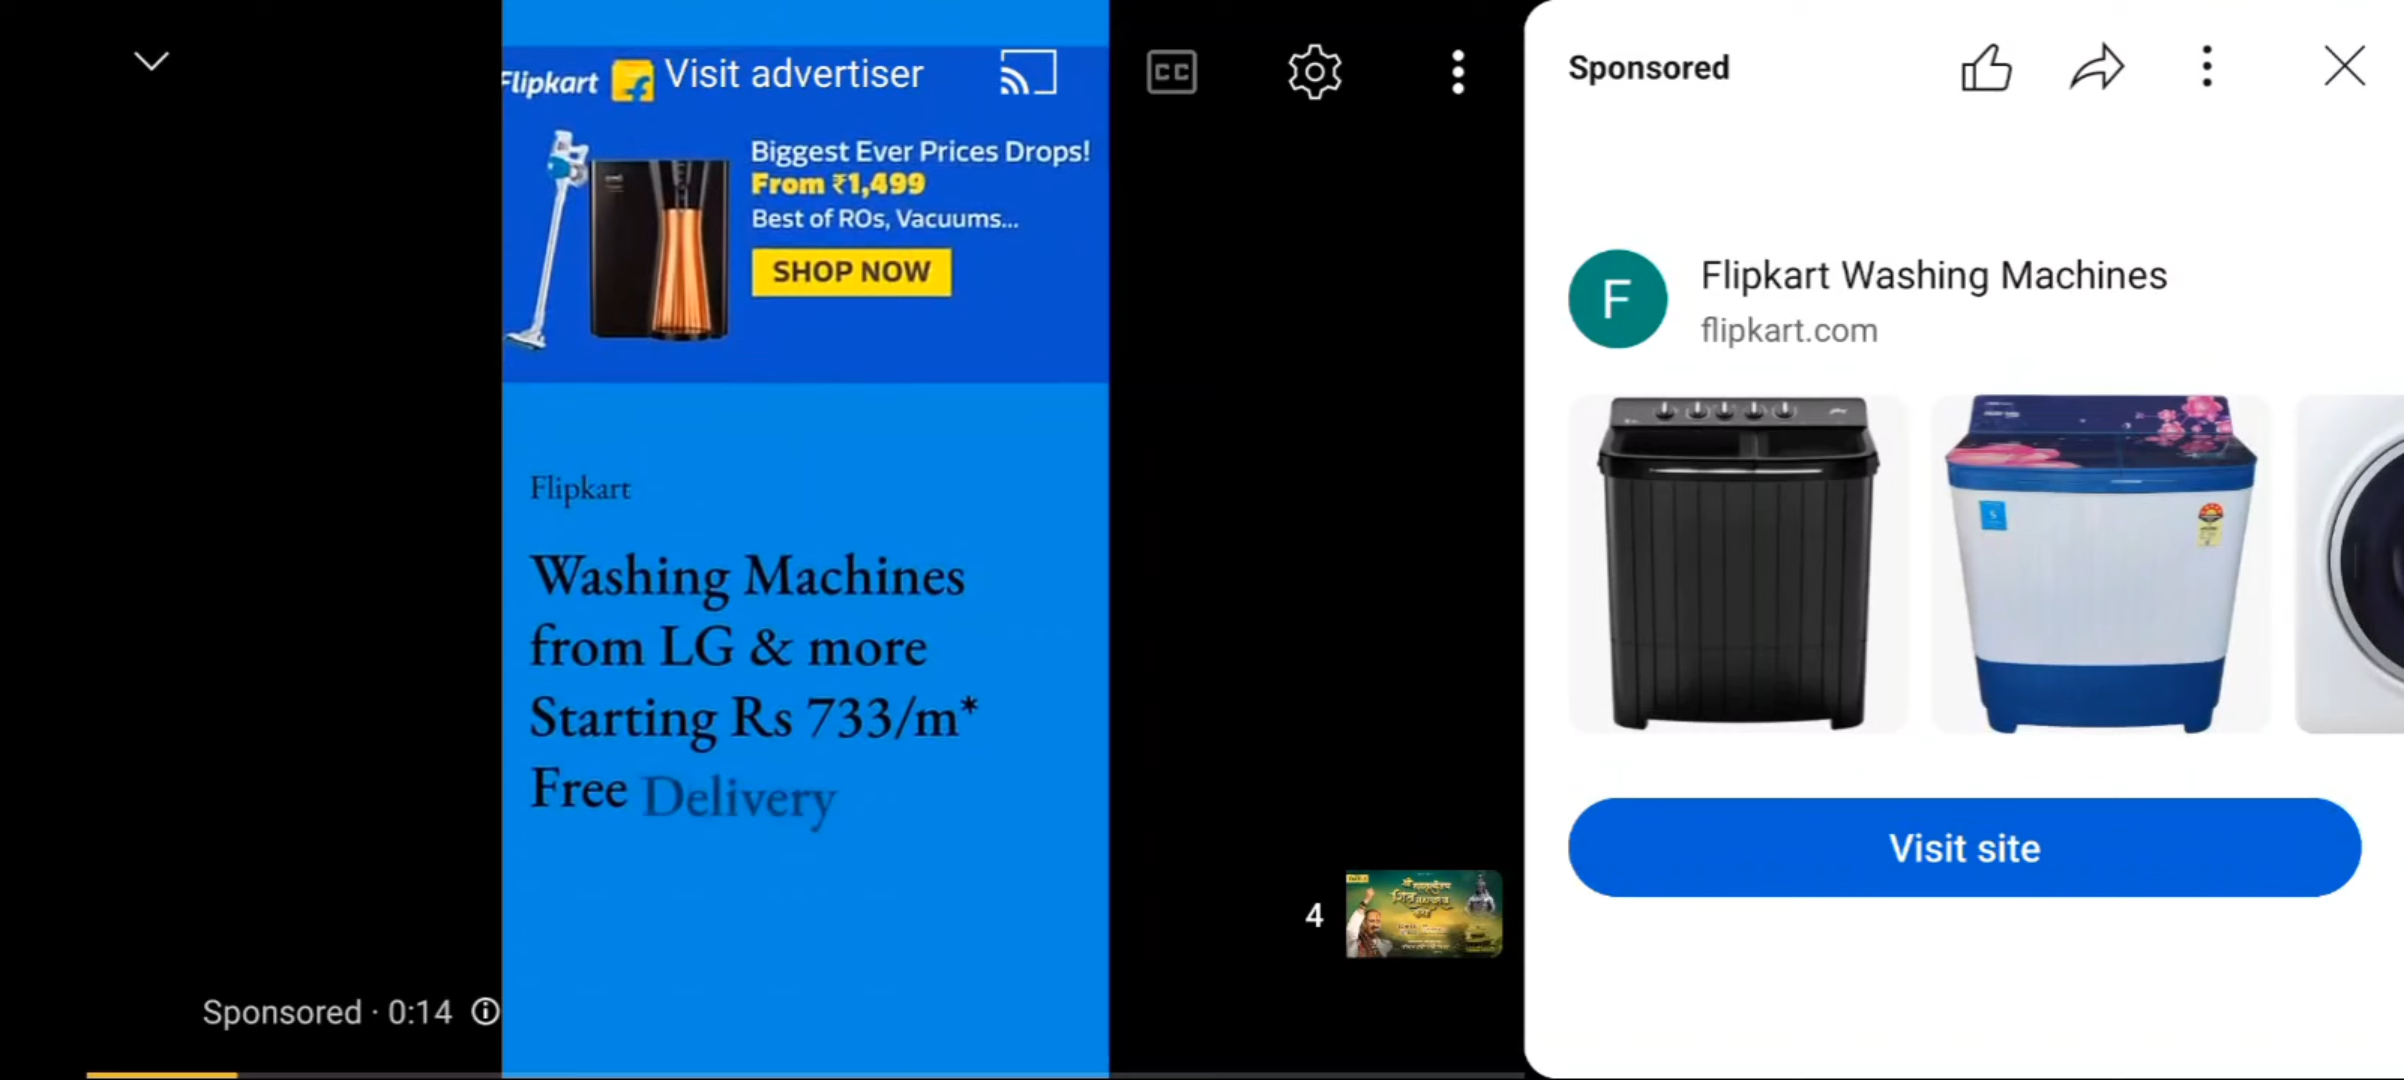 Flipkart
Visit advertiser
CC
Biggest Ever Prices Drops!
From ₹1,499
Best of ROs, Vacuums...
SHOP NOW
Flipkart
Washing Machines
from LG & more
Starting Rs 733/m*
Free Delivery
4
Sponsored · 0:14
Sponsored
F
Flipkart Washing Machines
flipkart.com
Visit site